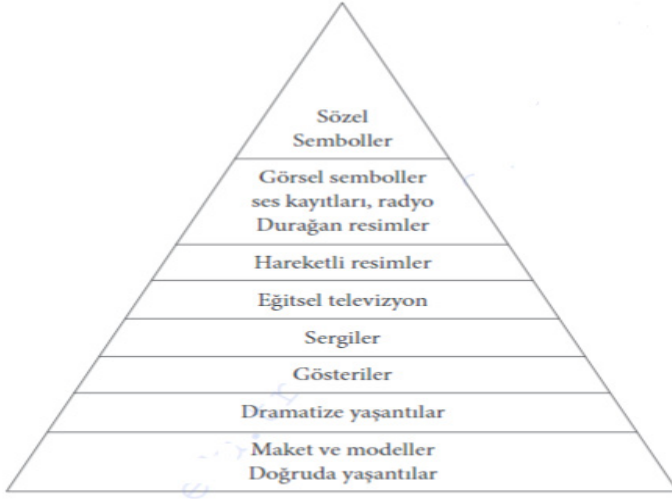 Sözel
Semboller
Görsel semboller
ses kayıtları, radyo
Durağan resimler
Hareketli resimler
Eğitsel televizyon
Sergiler
Gösteriler
Dramatize yaşantılar
Maket ve modeller
Doğruda yaşantılar